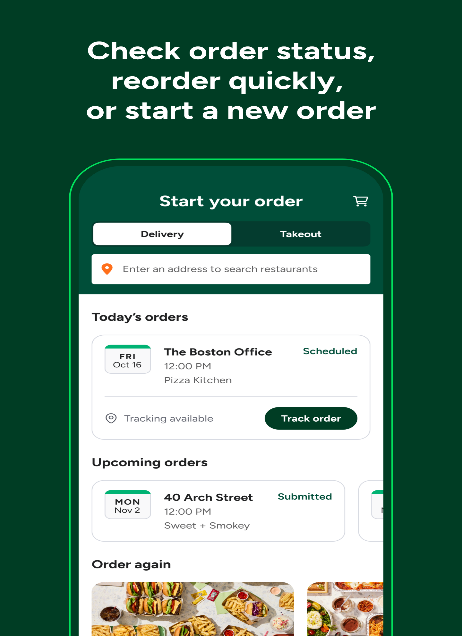 Check order status,
reorder quickly,
or start a new order
Start your order
Delivery
Takeout
Enter an address to search restaurants
Today's orders
FRI
Oct 16
The Boston Office
Scheduled
12:00 PM
Pizza Kitchen
Tracking available
Track order
Upcoming orders
MON
Nov 2
40 Arch Street
Submitted
12:00 PM
Sweet + Smokey
Order again